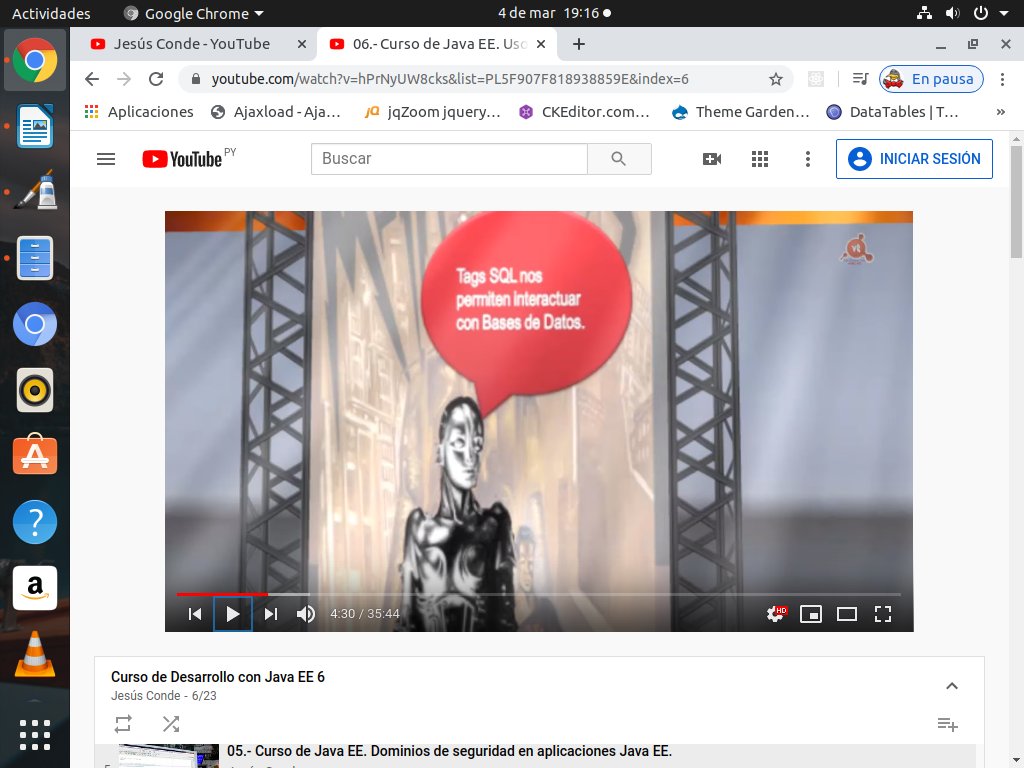 Actividades
Google Chrome
4 de mar 19:16
Jesús Conde - YouTube
06.- Curso de Java EE. Uso
youtube.com/watch?v=hPrNyUW8cks&list=PL5F907F818938859E&index=6
En pausa
Aplicaciones
Ajaxload - Aja…
jqZoom jquery…
CKEditor.com…
Theme Garden…
DataTables | T…
»
YouTube PY
Buscar
INICIAR SESIÓN
vt
Tags SQL nos
permiten interactuar
con Bases de Datos.
4:30 / 35:44
HD
Curso de Desarrollo con Java EE 6
Jesús Conde - 6/23
05.- Curso de Java EE. Dominios de seguridad en aplicaciones Java EE.